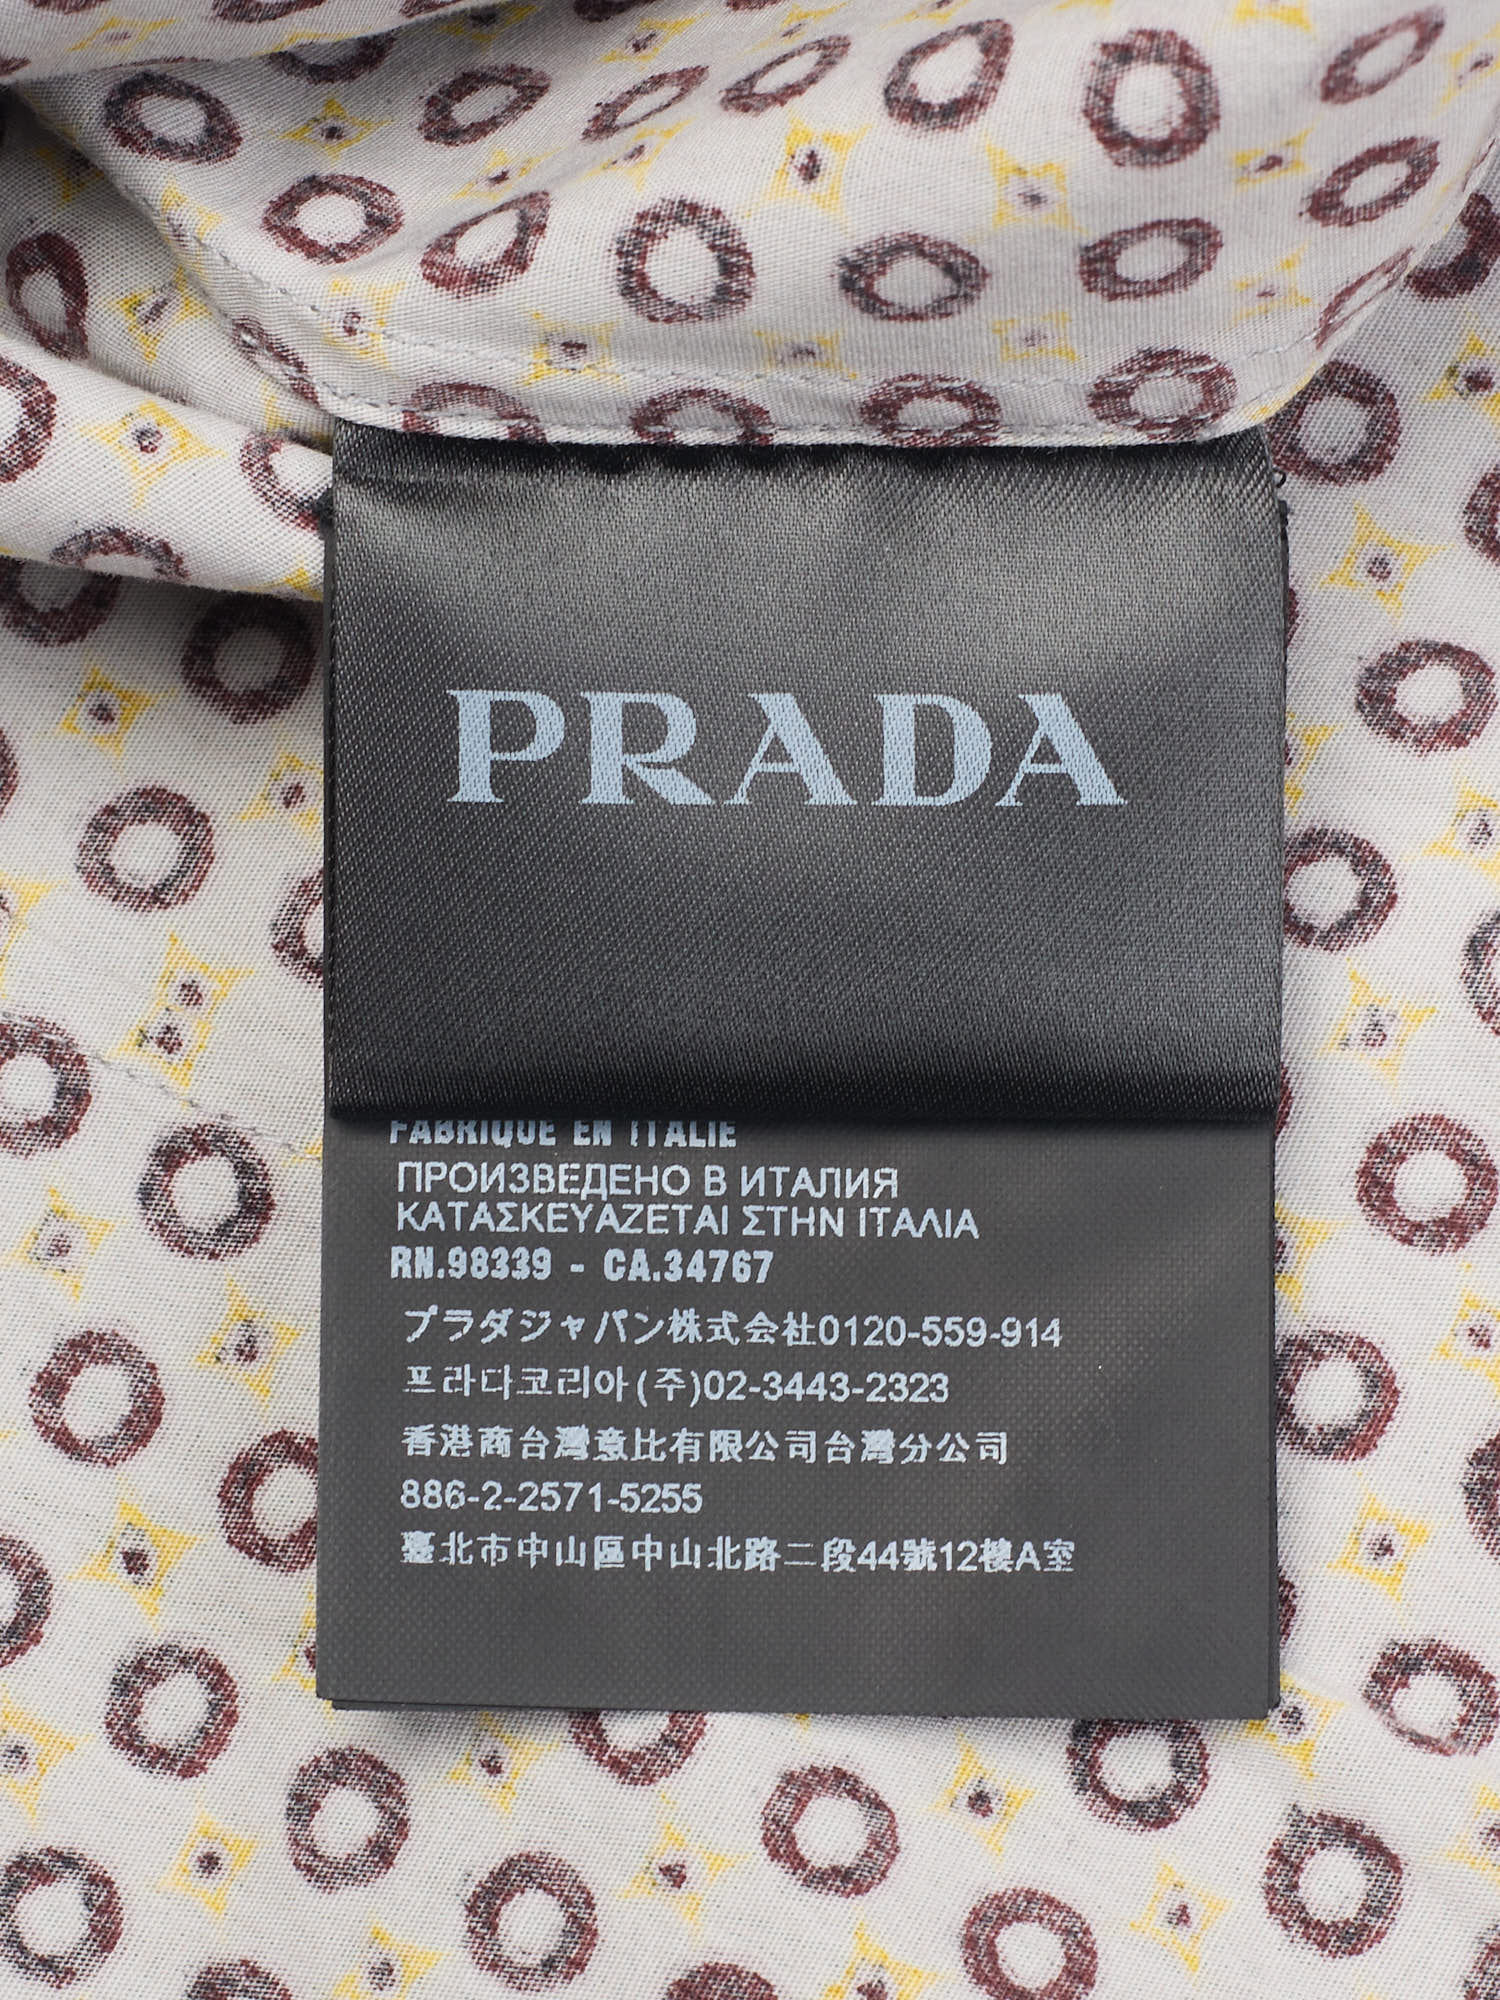 PRADA
FABRIQUE EN ITALIE
ПРОИЗВЕДЕНО В ИТАЛИЯ
ΚΑΤΑΣΚΕΥΑΖΕΤΑΙ ΣΤΗΝ ΙΤΑΛΙΑ
RN.98339 - CA.34767
プラダジャパン株式会社0120-559-914
프라다코리아(주)02-3443-2323
香港商台灣意比有限公司台灣分公司
886-2-2571-5255
臺北市中山區中山北路二段44號12樓A室